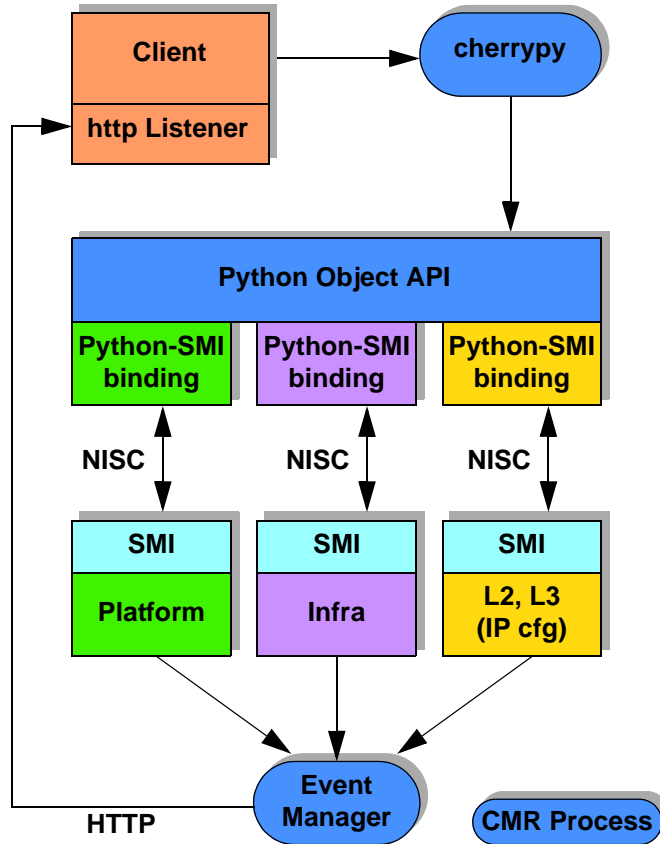 Client
cherrypy
http Listener
Python Object API
Python-SMI
binding
Python-SMI
binding
Python-SMI
binding
NISC
NISC
NISC
SMI
SMI
SMI
Platform
Infra
L2, L3
(IP cfg)
Event
Manager
HTTP
CMR Process